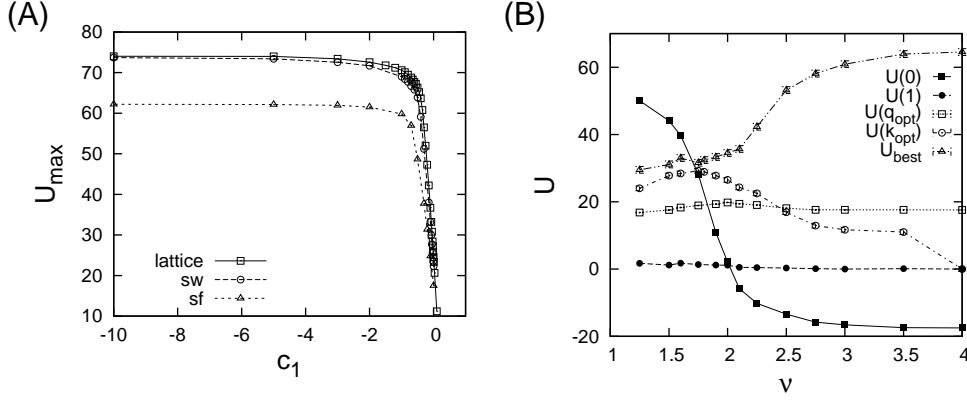 (A)
(B)
80
70
60
50
40
30
20
10
U_max
lattice
sw
sf
-10 -8 -6 -4 -2 0
c_1
60
40
20
0
-20
U
U(0)
U(1)
U(q_opt)
U(k_opt)
U_best
1 1.5 2 2.5 3 3.5 4
ν